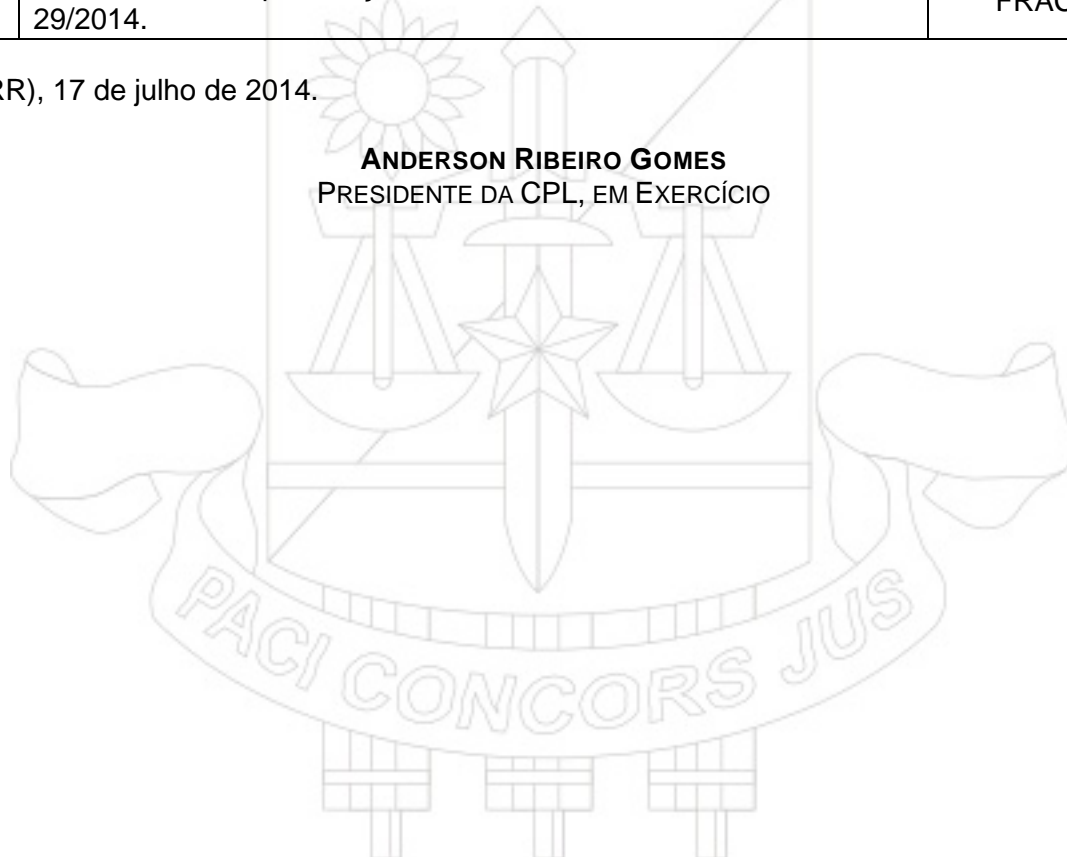 29/2014.
FRAC
RR), 17 de julho de 2014.
ANDERSON RIBEIRO GOMES
PRESIDENTE DA CPL, EM EXERCÍCIO
PACI CONCORS JUS